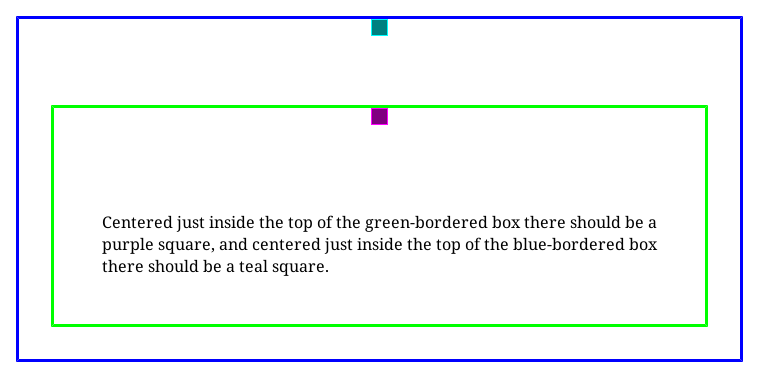 Centered just inside the top of the green-bordered box there should be a
purple square, and centered just inside the top of the blue-bordered box
there should be a teal square.